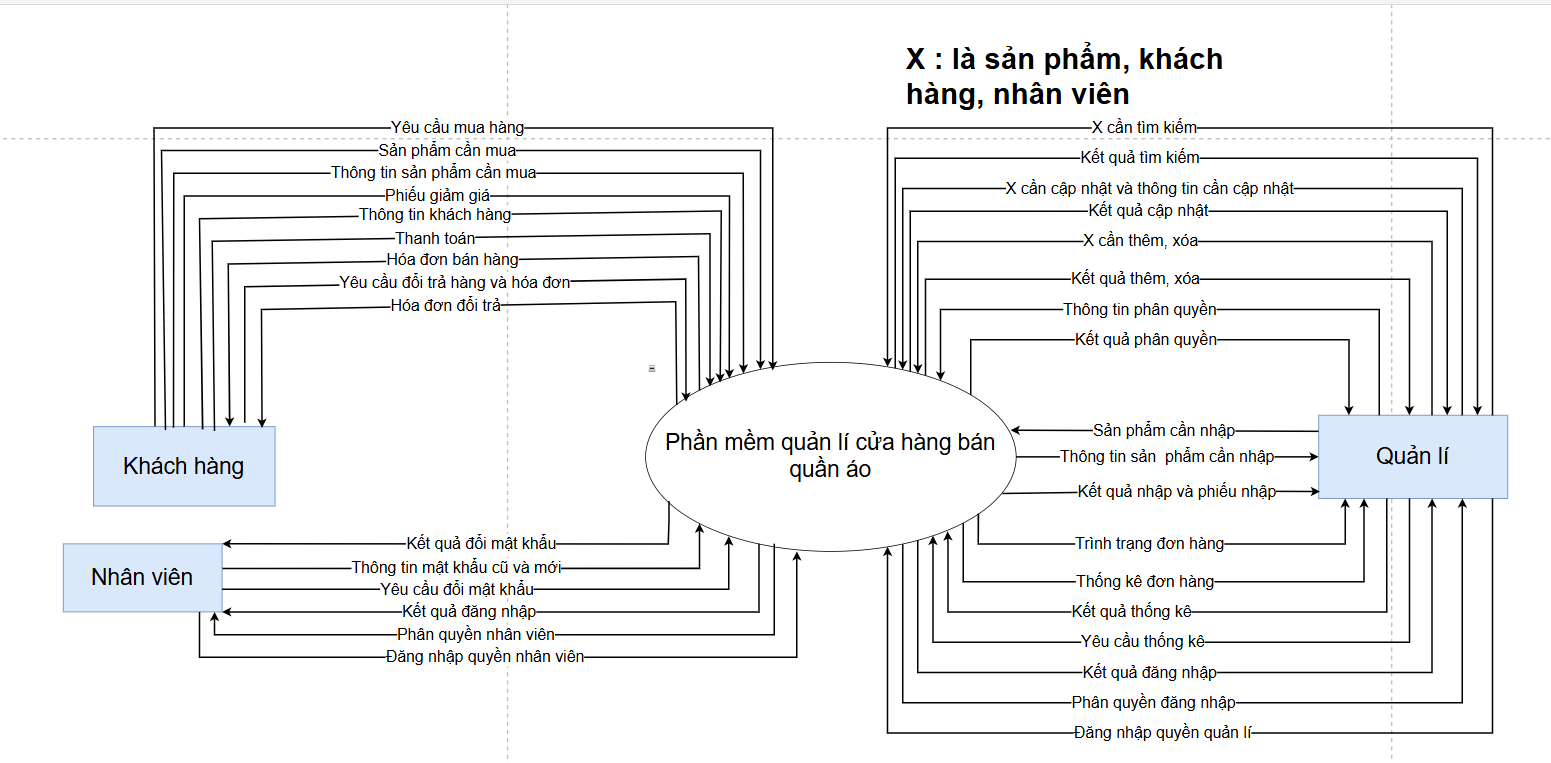 X : là sản phẩm, khách
hàng, nhân viên
Yêu cầu mua hàng
Sản phẩm cần mua
Thông tin sản phẩm cần mua
Phiếu giảm giá
Thông tin khách hàng
Thanh toán
Hóa đơn bán hàng
Yêu cầu đổi trả hàng và hóa đơn
Hóa đơn đổi trả
X cần tìm kiếm
Kết quả tìm kiếm
X cần cập nhật và thông tin cần cập nhật
Kết quả cập nhật
X cần thêm, xóa
Kết quả thêm, xóa
Thông tin phân quyền
Kết quả phân quyền
Khách hàng
Phần mềm quản lí cửa hàng bán
quần áo
Sản phẩm cần nhập
Thông tin sản  phẩm cần nhập
Kết quả nhập và phiếu nhập
Quản lí
Nhân viên
Kết quả đổi mật khẩu
Thông tin mật khẩu cũ và mới
Yêu cầu đổi mật khẩu
Kết quả đăng nhập
Phân quyền nhân viên
Đăng nhập quyền nhân viên
Trình trạng đơn hàng
Thống kê đơn hàng
Kết quả thống kê
Yêu cầu thống kê
Kết quả đăng nhập
Phân quyền đăng nhập
Đăng nhập quyền quản lí